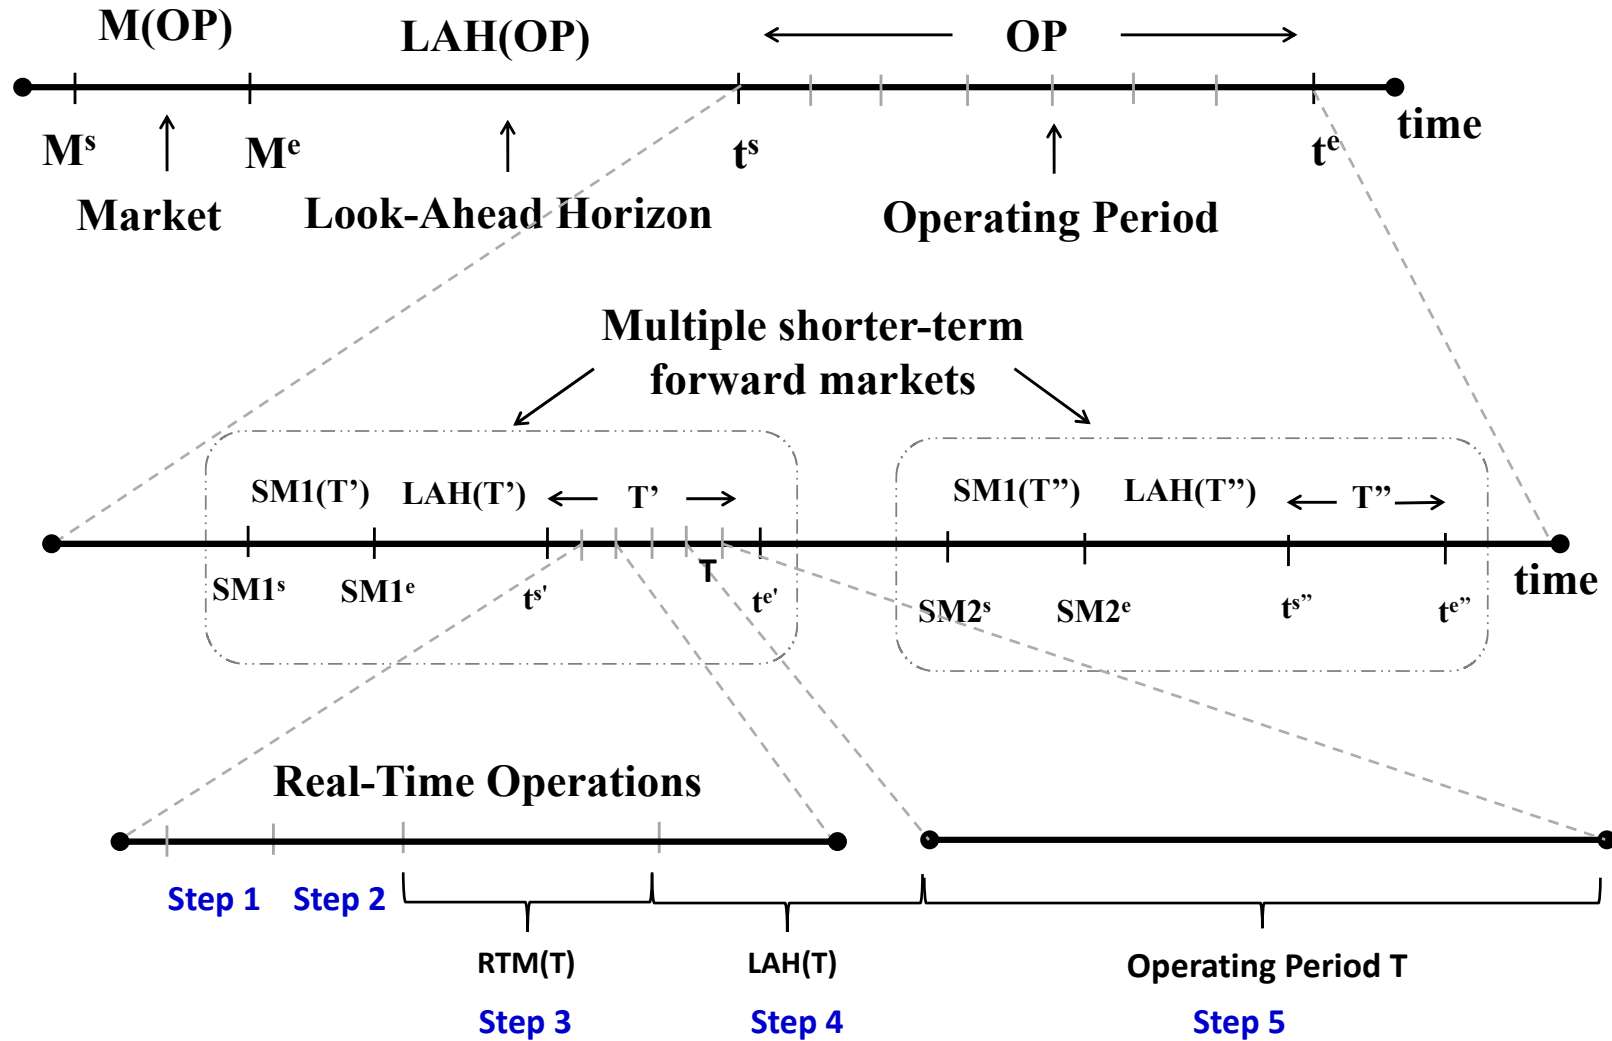 M(OP) LAH(OP) OP
time
Mˢ Mᵉ tˢ tᵉ
Market Look-Ahead Horizon Operating Period
Multiple shorter-term
forward markets
SM1(T’) LAH(T’) T’ SM1(T”) LAH(T”) T”
T
time
SM1ˢ SM1ᵉ tˢ' tᵉ' SM2ˢ SM2ᵉ tˢ” tᵉ”
Real-Time Operations
Step 1 Step 2
RTM(T) LAH(T) Operating Period T
Step 3 Step 4 Step 5